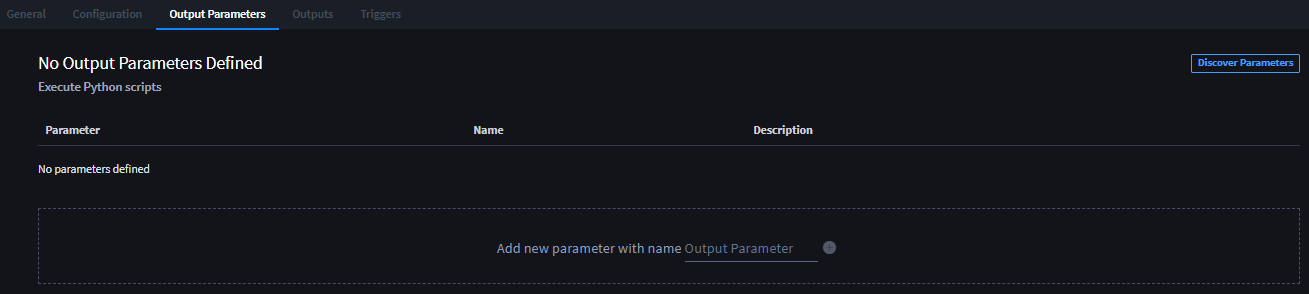 General Configuration Output Parameters Outputs Triggers
No Output Parameters Defined
Discover Parameters
Execute Python scripts
Parameter Name Description
No parameters defined
Add new parameter with name Output Parameter